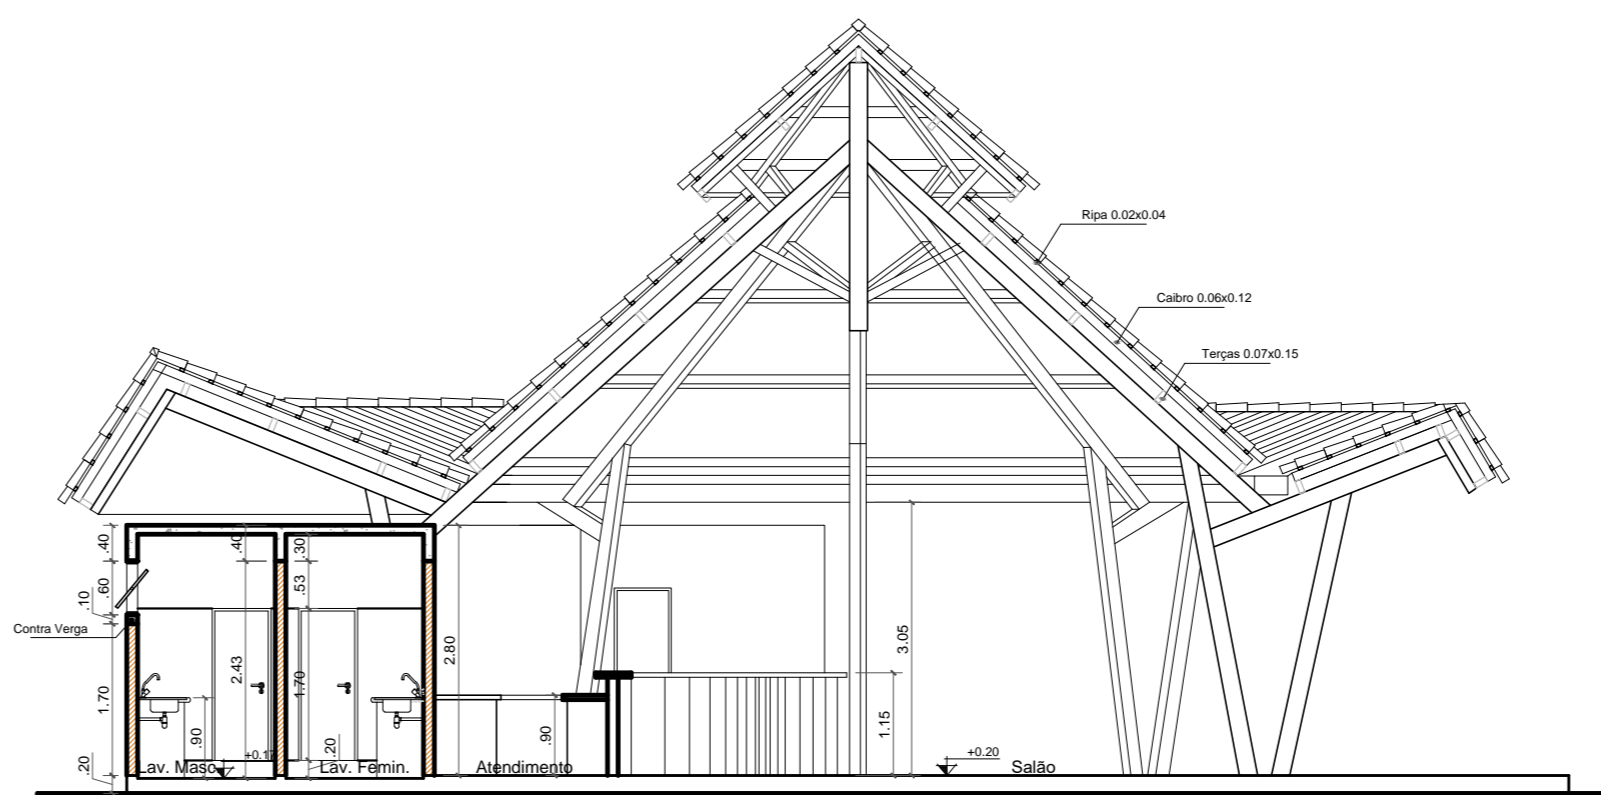 Ripa 0.02x0.04
Caibro 0.06x0.12
Terças 0.07x0.15
.40
.40
.30
.60
.53
.10
Contra Verga
2.80
3.05
2.43
1.70
1.70
1.15
.90
.90
.20
.20
+0.17
+0.20
Lav. Masc.
Lav. Femin.
Atendimento
Salão